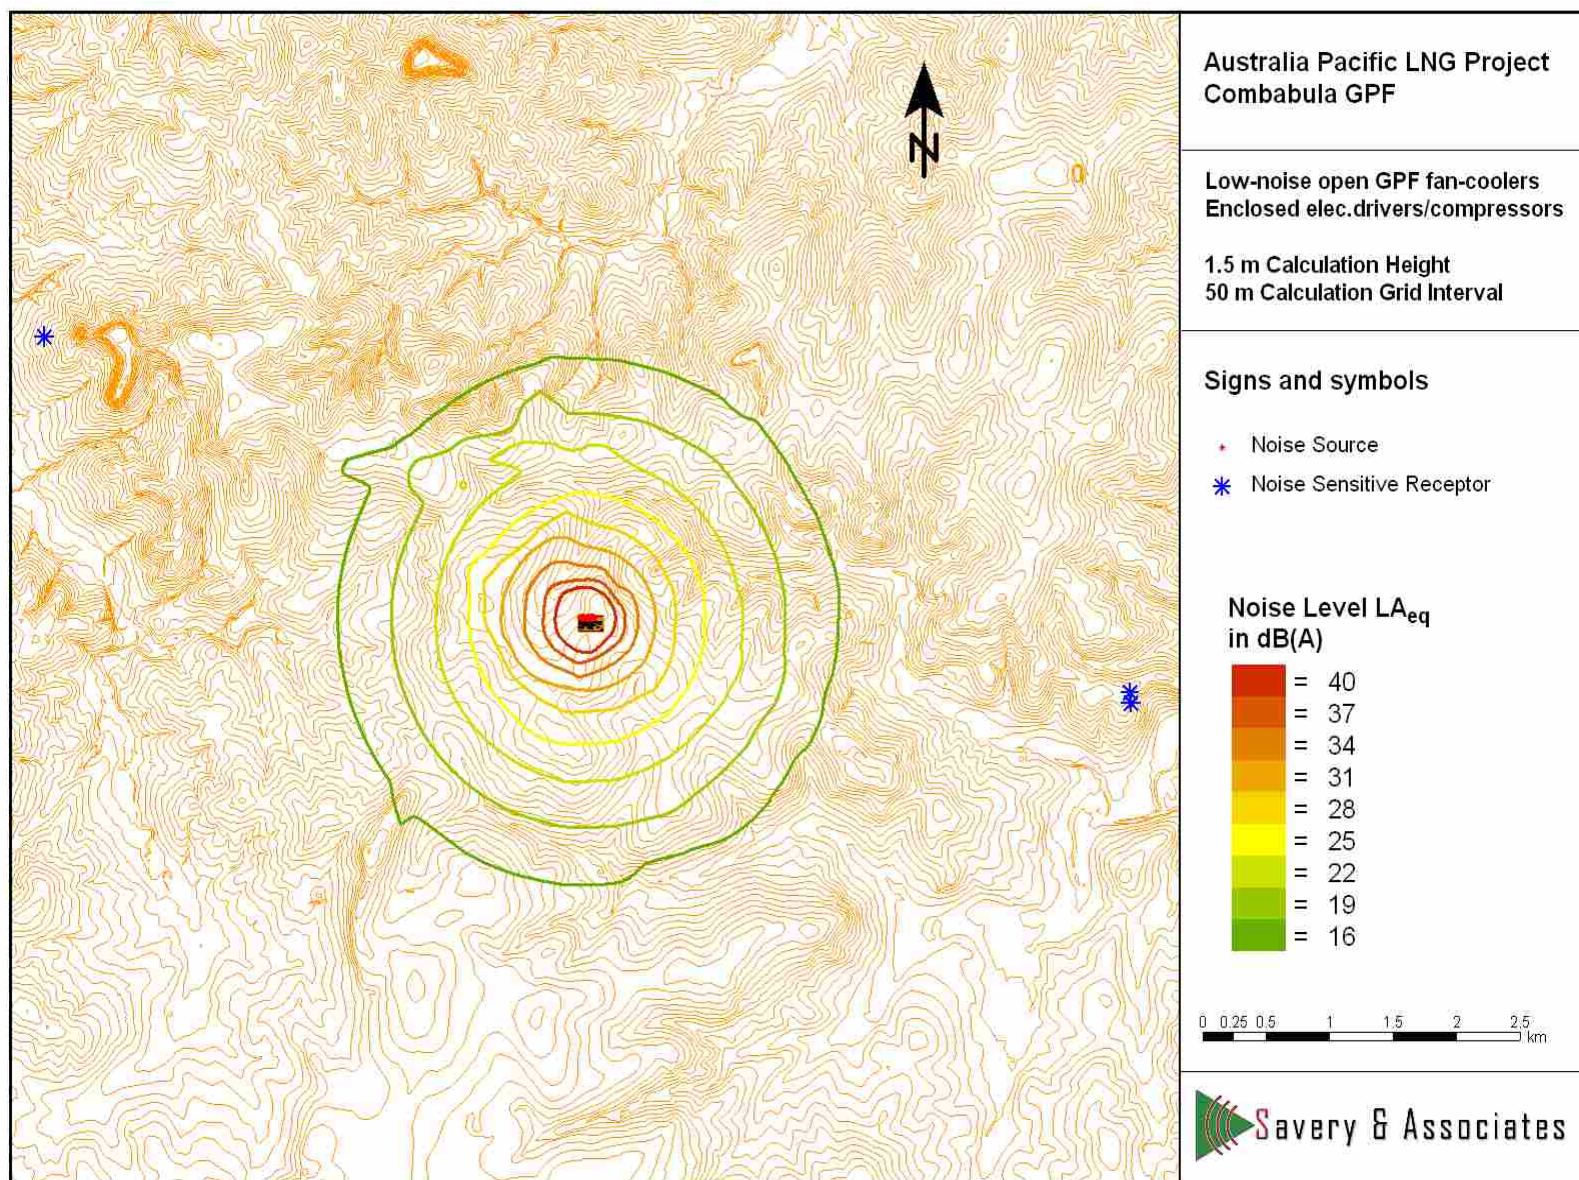 N
Australia Pacific LNG Project
Combabula GPF
Low-noise open GPF fan-coolers
Enclosed elec.drivers/compressors
1.5 m Calculation Height
50 m Calculation Grid Interval
Signs and symbols
Noise Source
Noise Sensitive Receptor
Noise Level LAeq
in dB(A)
= 40
= 37
= 34
= 31
= 28
= 25
= 22
= 19
= 16
0 0.25 0.5 1 1.5 2 2.5
km
Savery & Associates